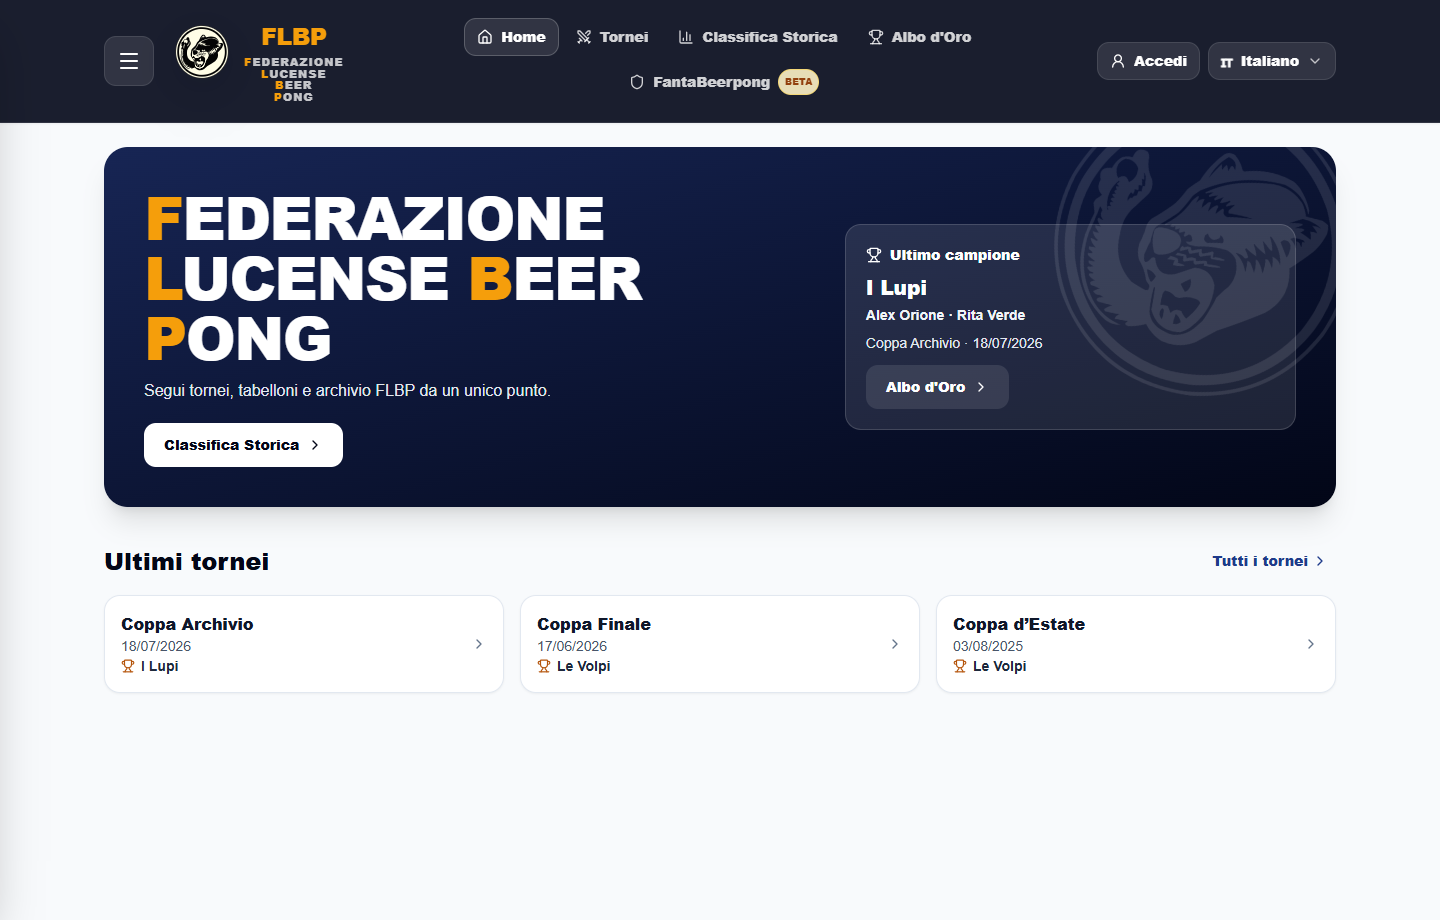 FLBP
FEDERAZIONE
LUCENSE
BEER
PONG
Home
Tornei
Classifica Storica
Albo d'Oro
FantaBeerpong BETA
Accedi
IT Italiano
FEDERAZIONE
LUCENSE BEER
PONG
Segui tornei, tabelloni e archivio FLBP da un unico punto.
Classifica Storica
Ultimo campione
I Lupi
Alex Orione · Rita Verde
Coppa Archivio · 18/07/2026
Albo d'Oro
Ultimi tornei
Tutti i tornei
Coppa Archivio
18/07/2026
I Lupi
Coppa Finale
17/06/2026
Le Volpi
Coppa d’Estate
03/08/2025
Le Volpi